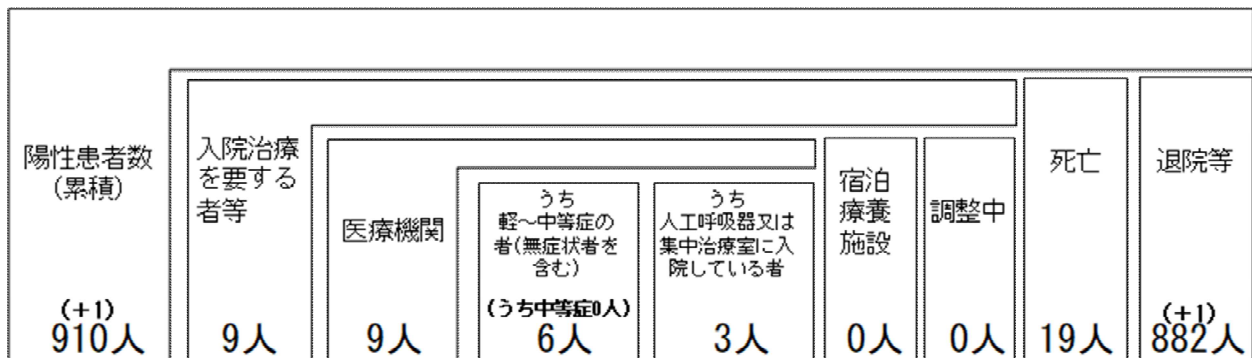 陽性患者数
(累積)
(+1)
910人
入院治療
を要する
者等
9人
医療機関
9人
うち
軽～中等症の
者(無症状者を
含む)
(うち中等症0人)
6人
うち
人工呼吸器又は
集中治療室に入
院している者
3人
宿泊
療養
施設
0人
調整中
0人
死亡
19人
退院等
(+1)
882人